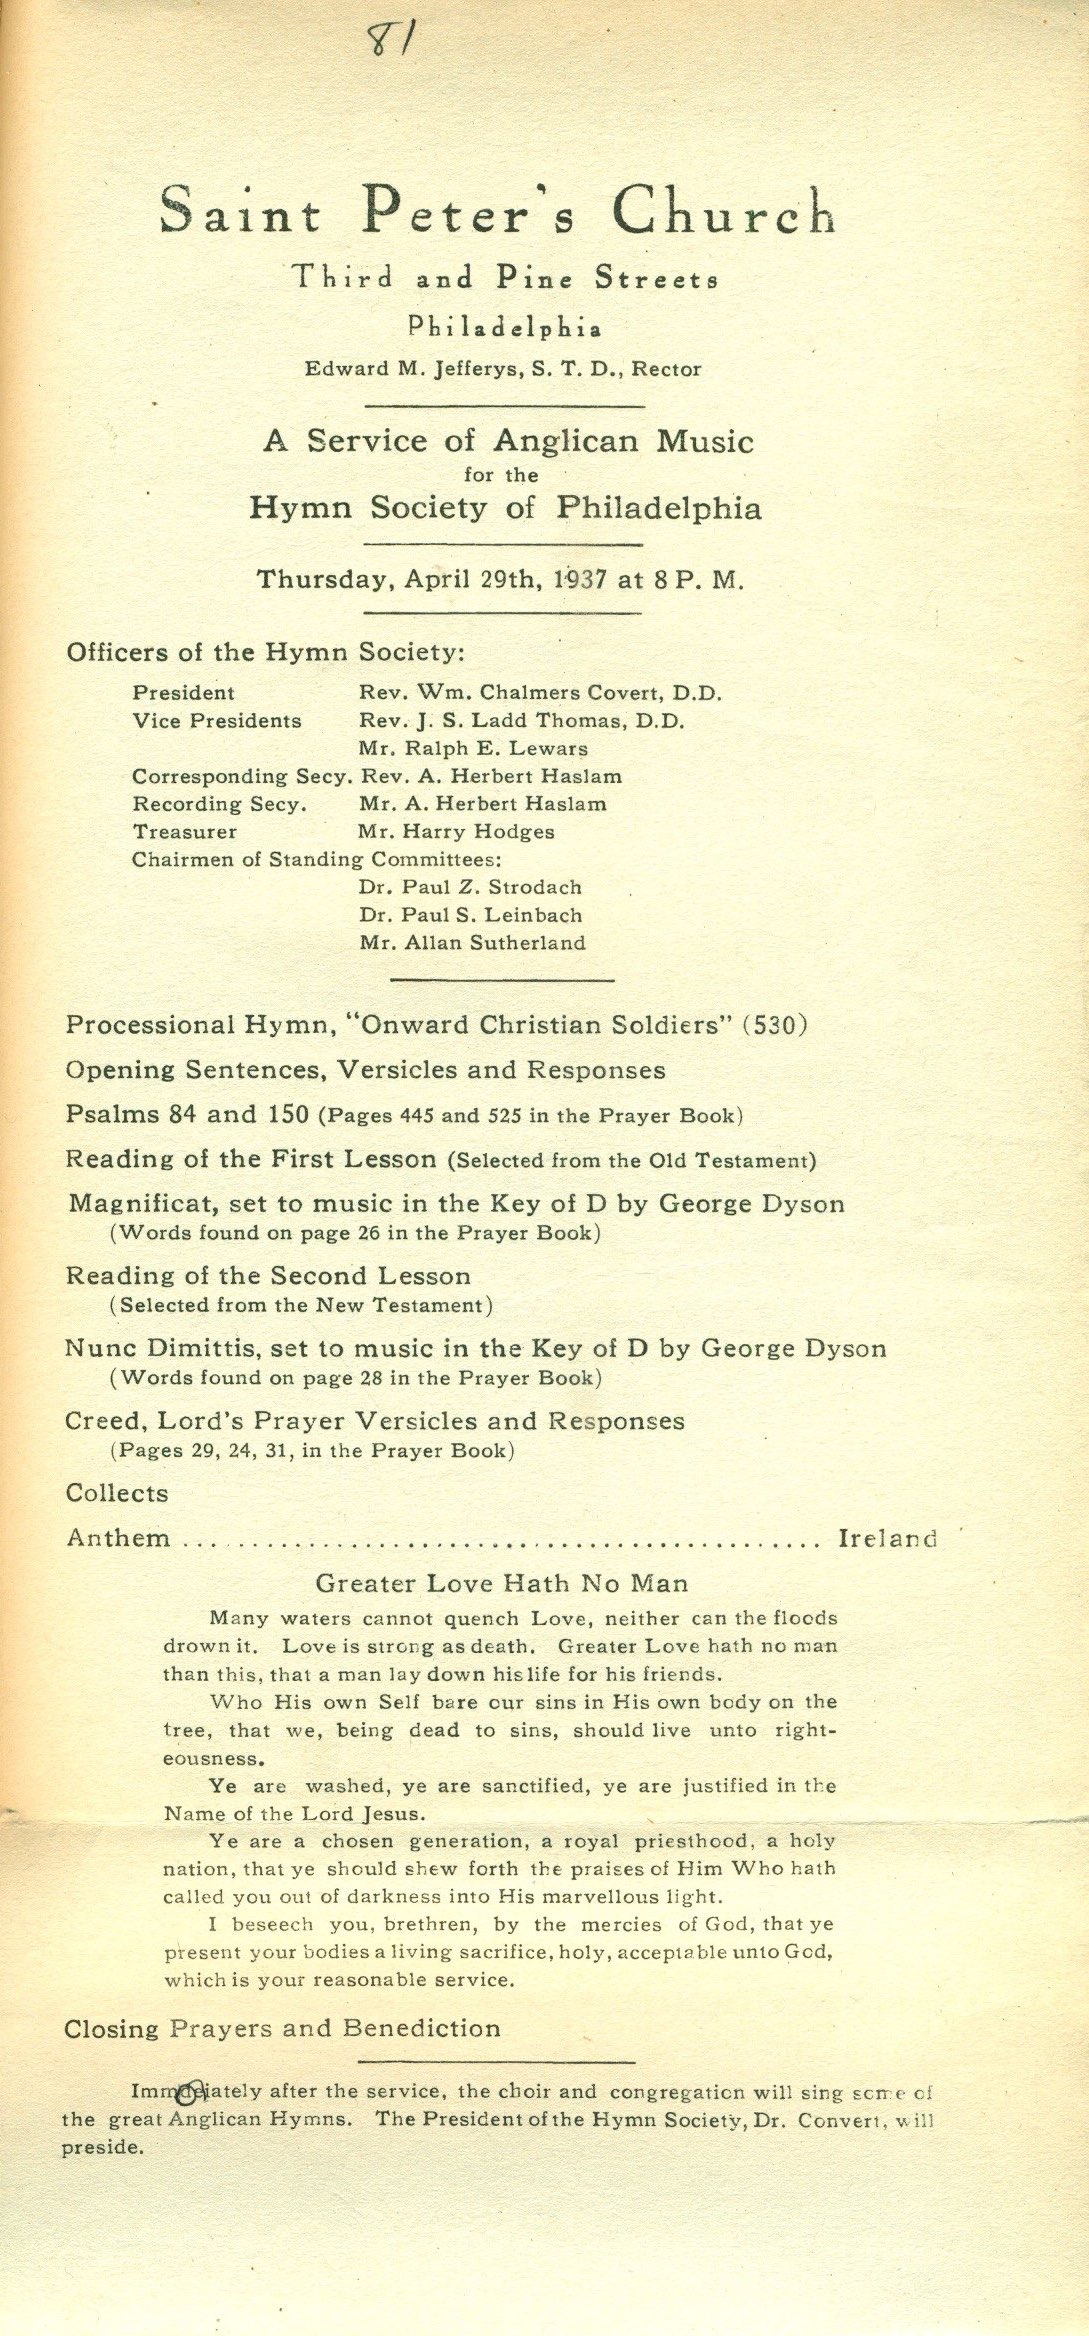 81
Saint Peter's Church
Third and Pine Streets
Philadelphia
Edward M. Jefferys, S. T. D., Rector
A Service of Anglican Music
for the
Hymn Society of Philadelphia
Thursday, April 29th, 1937 at 8 P. M.
Officers of the Hymn Society:
President Rev. Wm. Chalmers Covert, D.D.
Vice Presidents Rev. J. S. Ladd Thomas, D.D.
Mr. Ralph E. Lewars
Corresponding Secy. Rev. A. Herbert Haslam
Recording Secy. Mr. A. Herbert Haslam
Treasurer Mr. Harry Hodges
Chairmen of Standing Committees:
Dr. Paul Z. Strodach
Dr. Paul S. Leinbach
Mr. Allan Sutherland
Processional Hymn, “Onward Christian Soldiers” (530)
Opening Sentences, Versicles and Responses
Psalms 84 and 150 (Pages 445 and 525 in the Prayer Book)
Reading of the First Lesson (Selected from the Old Testament)
Magnificat, set to music in the Key of D by George Dyson
(Words found on page 26 in the Prayer Book)
Reading of the Second Lesson
(Selected from the New Testament)
Nunc Dimittis, set to music in the Key of D by George Dyson
(Words found on page 28 in the Prayer Book)
Creed, Lord's Prayer Versicles and Responses
(Pages 29, 24, 31, in the Prayer Book)
Collects
Anthem .............................................. Ireland
Greater Love Hath No Man
Many waters cannot quench Love, neither can the floods
drown it. Love is strong as death. Greater Love hath no man
than this, that a man lay down his life for his friends.
Who His own Self bare our sins in His own body on the
tree, that we, being dead to sins, should live unto right-
eousness.
Ye are washed, ye are sanctified, ye are justified in the
Name of the Lord Jesus.
Ye are a chosen generation, a royal priesthood, a holy
nation, that ye should shew forth the praises of Him Who hath
called you out of darkness into His marvellous light.
I beseech you, brethren, by the mercies of God, that ye
present your bodies a living sacrifice, holy, acceptable unto God,
which is your reasonable service.
Closing Prayers and Benediction
Immdeiately after the service, the choir and congregation will sing some of
the great Anglican Hymns. The President of the Hymn Society, Dr. Convert, will
preside.